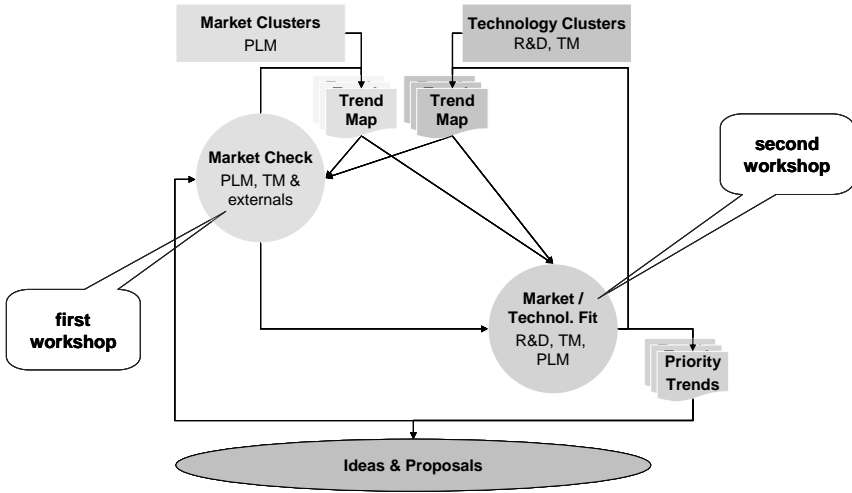 Market Clusters
PLM
Technology Clusters
R&D, TM
Trend
Map
Trend
Map
Market Check
PLM, TM &
externals
second
workshop
first
workshop
Market /
Technol. Fit
R&D, TM,
PLM
Priority
Trends
Ideas & Proposals